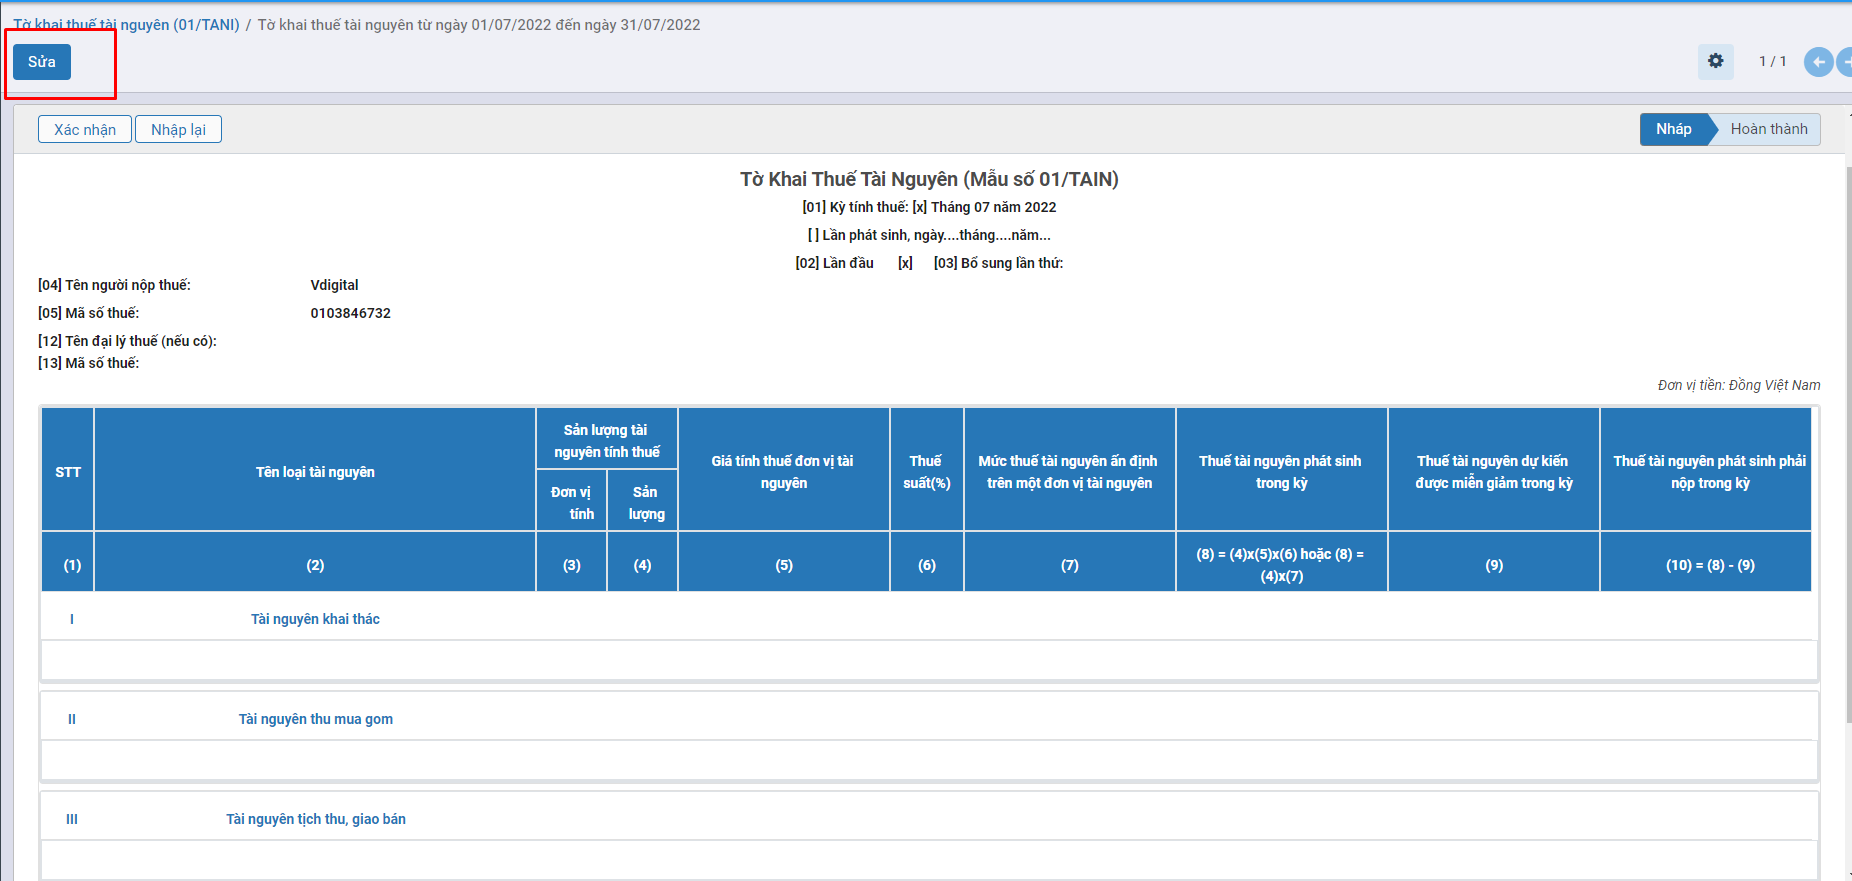 Tờ khai thuế tài nguyên (01/TANI) / Tờ khai thuế tài nguyên từ ngày 01/07/2022 đến ngày 31/07/2022
Sửa
1 / 1
Xác nhận
Nhập lại
Nháp
Hoàn thành
Tờ Khai Thuế Tài Nguyên (Mẫu số 01/TAIN)
[01] Kỳ tính thuế: [x] Tháng 07 năm 2022
[ ] Lần phát sinh, ngày....tháng....năm...
[02] Lần đầu [x] [03] Bổ sung lần thứ:
[04] Tên người nộp thuế: Vdigital
[05] Mã số thuế: 0103846732
[12] Tên đại lý thuế (nếu có):
[13] Mã số thuế:
Đơn vị tiền: Đồng Việt Nam
STT
Tên loại tài nguyên
Sản lượng tài
nguyên tính thuế
Đơn vị
tính
Sản
lượng
Giá tính thuế đơn vị tài
nguyên
Thuế
suất(%)
Mức thuế tài nguyên ấn định
trên một đơn vị tài nguyên
Thuế tài nguyên phát sinh
trong kỳ
Thuế tài nguyên dự kiến
được miễn giảm trong kỳ
Thuế tài nguyên phát sinh phải
nộp trong kỳ
(1)
(2)
(3)
(4)
(5)
(6)
(7)
(8) = (4)x(5)x(6) hoặc (8) =
(4)x(7)
(9)
(10) = (8) - (9)
I Tài nguyên khai thác
II Tài nguyên thu mua gom
III Tài nguyên tịch thu, giao bán